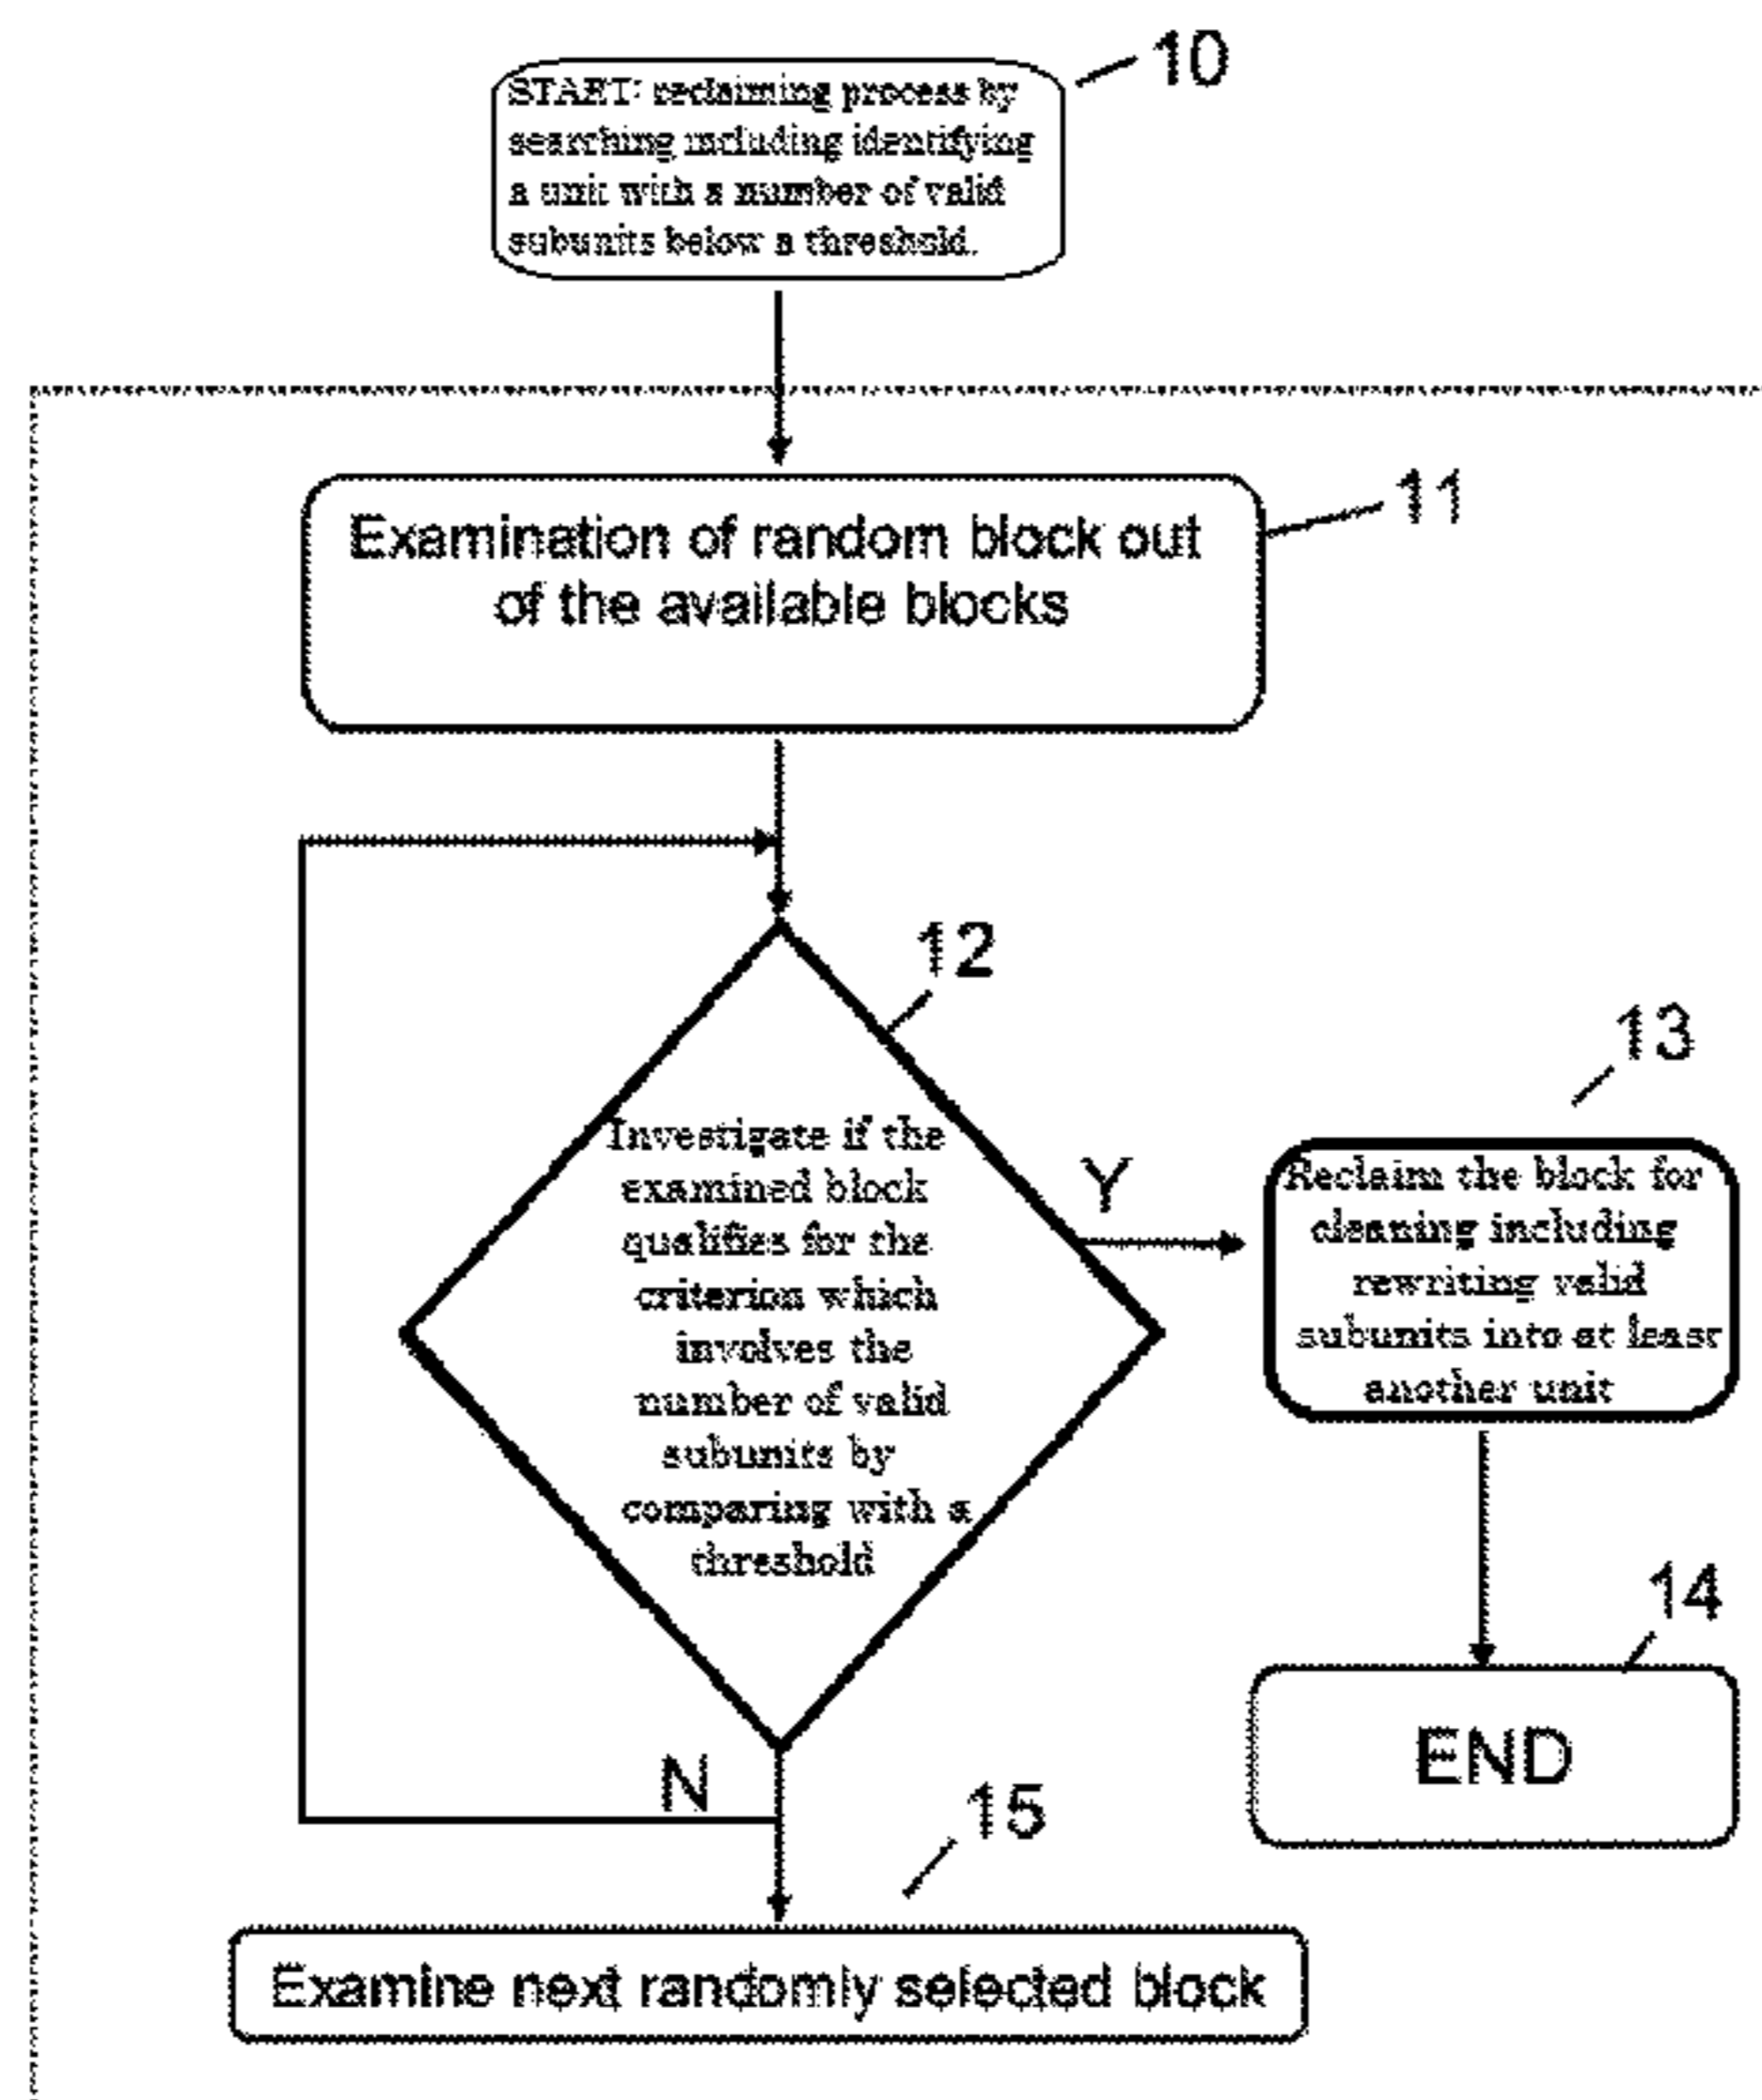 10
START: reclaiming process by
searching including identifying
a unit with a number of valid
subunits below a threshold.
11
Examination of random block out
of the available blocks
12
Investigate if the
examined block
qualifies for the
criterion which
involves the
number of valid
subunits by
comparing with a
threshold
Y
13
Reclaim the block for
cleaning including
rewriting valid
subunits into at least
another unit
14
END
N
15
Examine next randomly selected block